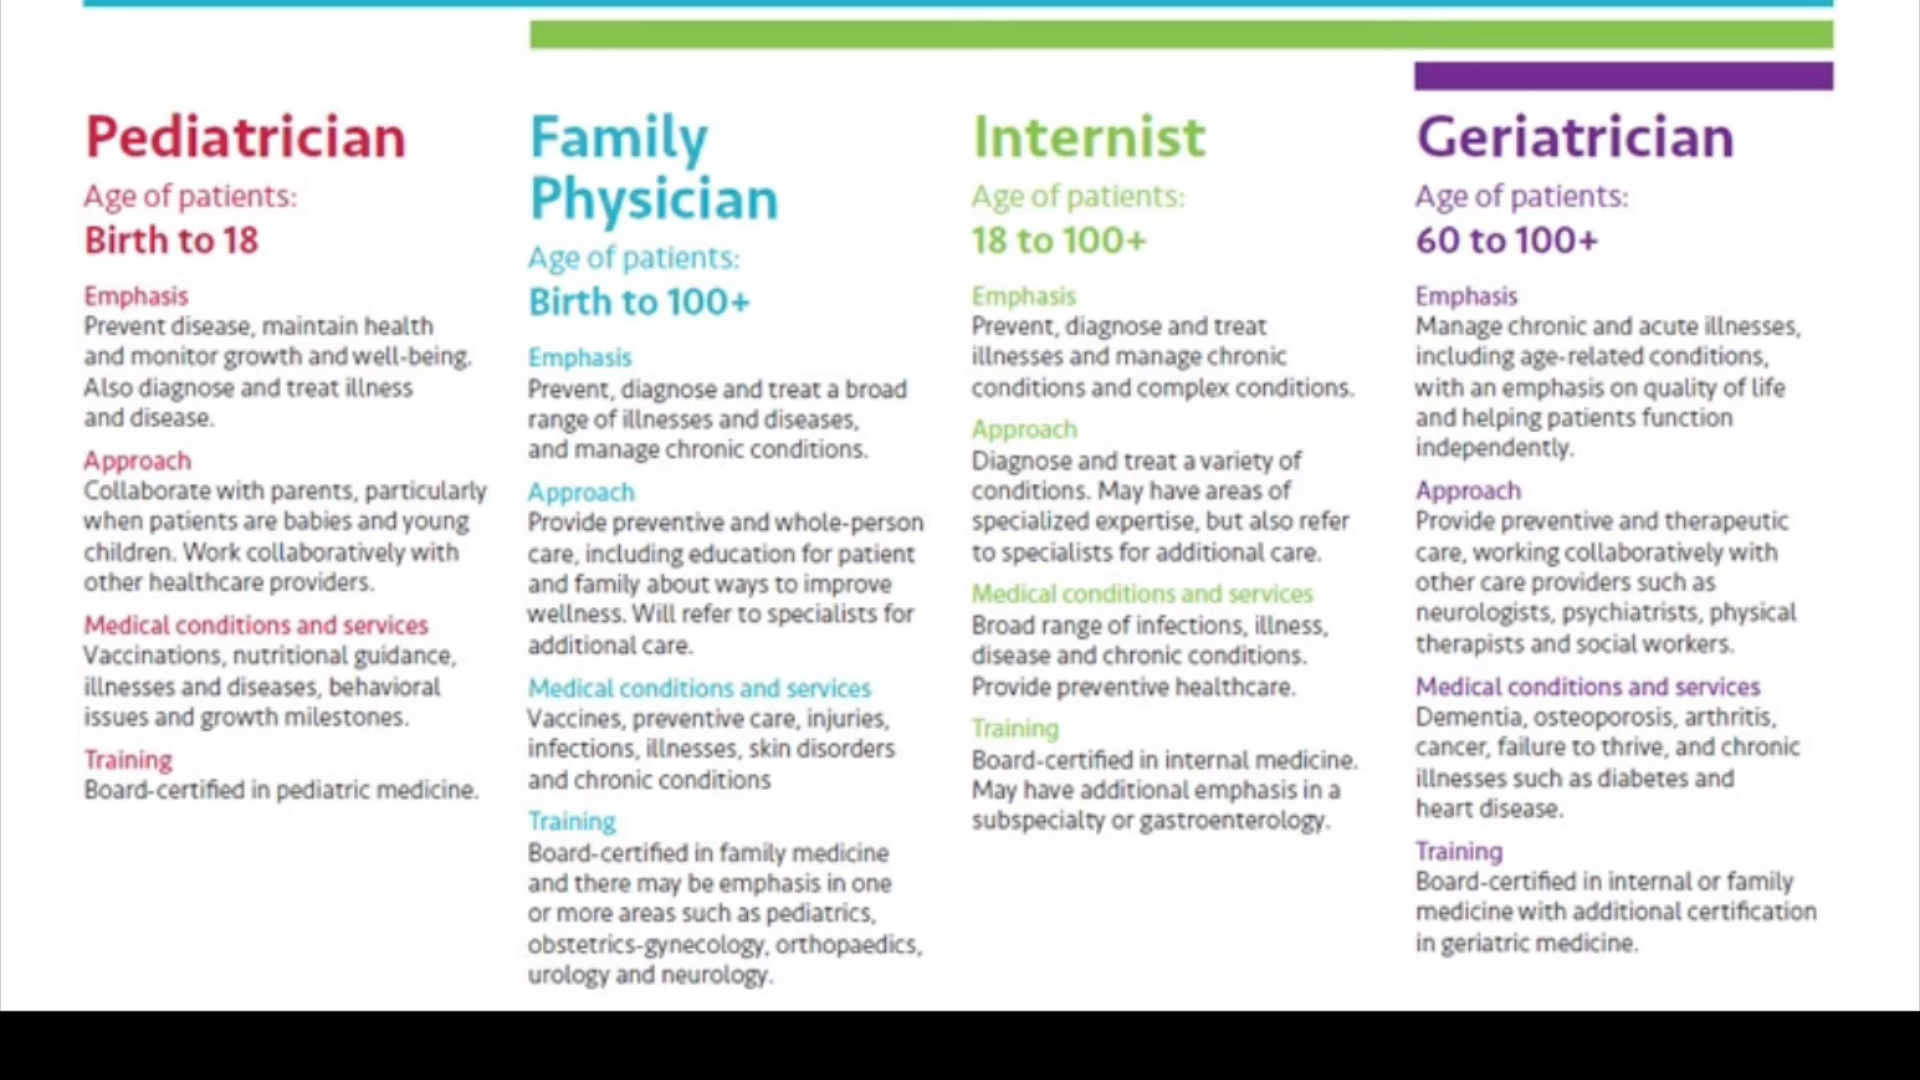 Pediatrician
Age of patients:
Birth to 18
Emphasis
Prevent disease, maintain health
and monitor growth and well-being.
Also diagnose and treat illness
and disease.
Approach
Collaborate with parents, particularly
when patients are babies and young
children. Work collaboratively with
other healthcare providers.
Medical conditions and services
Vaccinations, nutritional guidance,
illnesses and diseases, behavioral
issues and growth milestones.
Training
Board-certified in pediatric medicine.
Family
Physician
Age of patients:
Birth to 100+
Emphasis
Prevent, diagnose and treat a broad
range of illnesses and diseases,
and manage chronic conditions.
Approach
Provide preventive and whole-person
care, including education for patient
and family about ways to improve
wellness. Will refer to specialists for
additional care.
Medical conditions and services
Vaccines, preventive care, injuries,
infections, illnesses, skin disorders
and chronic conditions
Training
Board-certified in family medicine
and there may be emphasis in one
or more areas such as pediatrics,
obstetrics-gynecology, orthopaedics,
urology and neurology.
Internist
Age of patients:
18 to 100+
Emphasis
Prevent, diagnose and treat
illnesses and manage chronic
conditions and complex conditions.
Approach
Diagnose and treat a variety of
conditions. May have areas of
specialized expertise, but also refer
to specialists for additional care.
Medical conditions and services
Broad range of infections, illness,
disease and chronic conditions.
Provide preventive healthcare.
Training
Board-certified in internal medicine.
May have additional emphasis in a
subspecialty or gastroenterology.
Geriatrician
Age of patients:
60 to 100+
Emphasis
Manage chronic and acute illnesses,
including age-related conditions,
with an emphasis on quality of life
and helping patients function
independently.
Approach
Provide preventive and therapeutic
care, working collaboratively with
other care providers such as
neurologists, psychiatrists, physical
therapists and social workers.
Medical conditions and services
Dementia, osteoporosis, arthritis,
cancer, failure to thrive, and chronic
illnesses such as diabetes and
heart disease.
Training
Board-certified in internal or family
medicine with additional certification
in geriatric medicine.